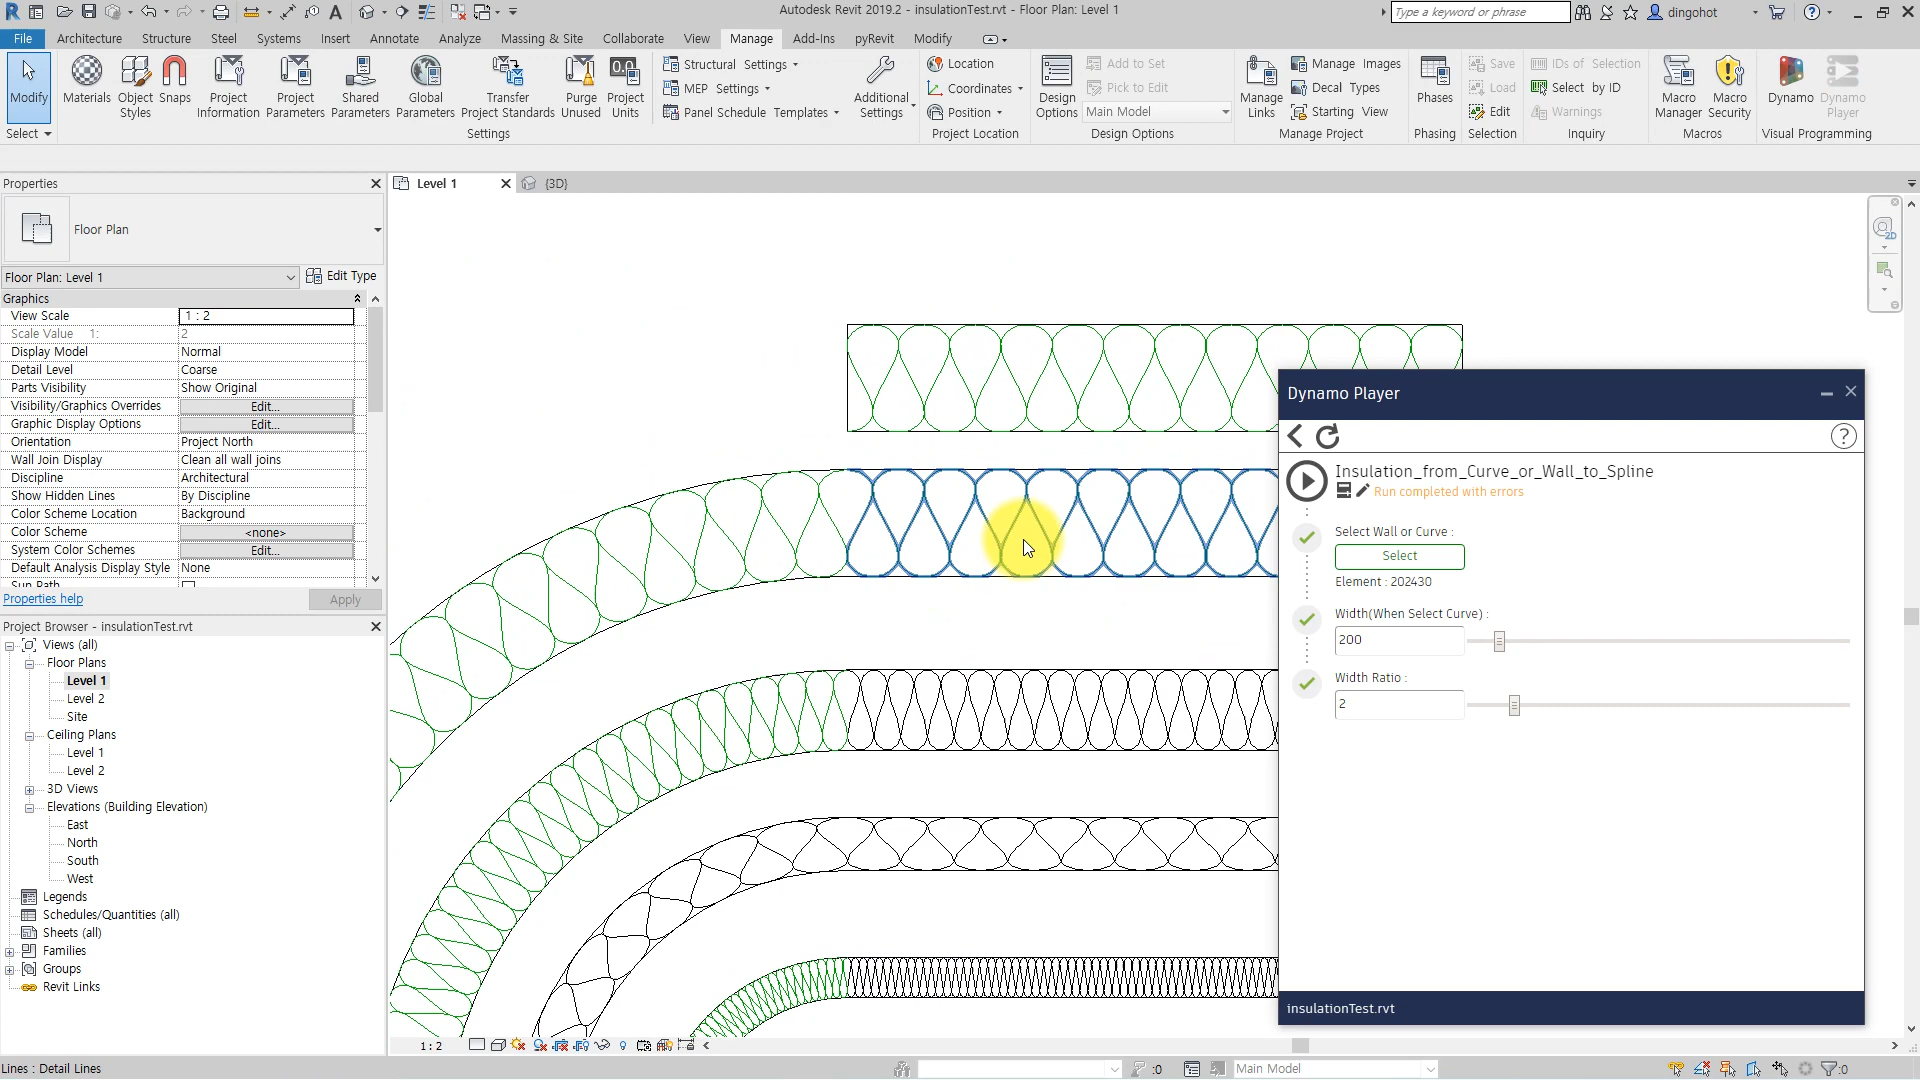 Autodesk Revit 2019.2 - insulationTest.rvt - Floor Plan: Level 1
Type a keyword or phrase
dingohot
File Architecture Structure Steel Systems Insert Annotate Analyze Massing & Site Collaborate View Manage Add-Ins pyRevit Modify
Modify
Select
Materials
Object Styles
Snaps
Project Information
Project Parameters
Shared Parameters
Global Parameters
Transfer Project Standards
Purge Unused
Project Units
Structural Settings
MEP Settings
Panel Schedule Templates
Additional Settings
Settings
Location
Coordinates
Position
Project Location
Design Options
Add to Set
Pick to Edit
Main Model
Design Options
Manage Links
Manage Images
Decal Types
Starting View
Manage Project
Phases
Phasing
Save
Load
Edit
Selection
IDs of Selection
Select by ID
Warnings
Inquiry
Macro Manager
Macro Security
Macros
Dynamo
Dynamo Player
Visual Programming
Properties
Floor Plan
Floor Plan: Level 1
Edit Type
Graphics
View Scale 1 : 2
Scale Value 1: 2
Display Model Normal
Detail Level Coarse
Parts Visibility Show Original
Visibility/Graphics Overrides Edit...
Graphic Display Options Edit...
Orientation Project North
Wall Join Display Clean all wall joins
Discipline Architectural
Show Hidden Lines By Discipline
Color Scheme Location Background
Color Scheme <none>
System Color Schemes Edit...
Default Analysis Display Style None
Sun Path
Properties help
Apply
Project Browser - insulationTest.rvt
Views (all)
Floor Plans
Level 1
Level 2
Site
Ceiling Plans
Level 1
Level 2
3D Views
Elevations (Building Elevation)
East
North
South
West
Legends
Schedules/Quantities (all)
Sheets (all)
Families
Groups
Revit Links
Level 1
{3D}
2D
Dynamo Player
?
Insulation_from_Curve_or_Wall_to_Spline
Run completed with errors
Select Wall or Curve :
Select
Element : 202430
Width(When Select Curve) :
200
Width Ratio :
2
insulationTest.rvt
1 : 2
Lines : Detail Lines
:0
Main Model
:0